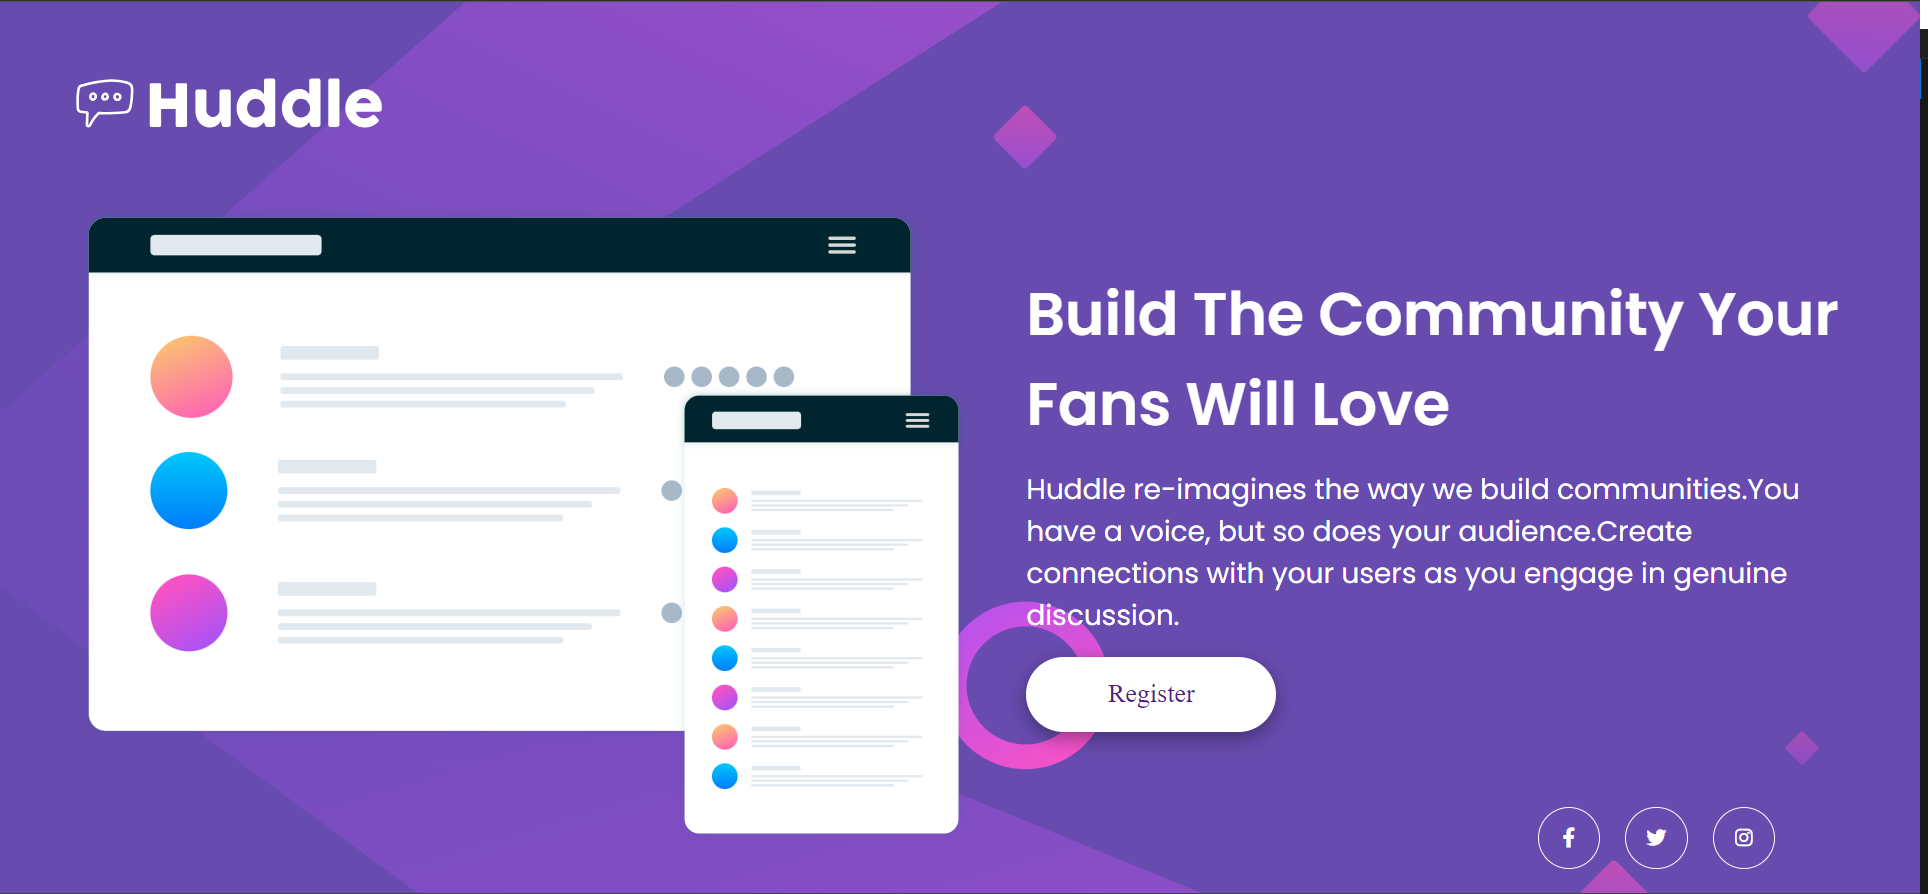 Huddle
Build The Community Your
Fans Will Love
Huddle re-imagines the way we build communities.You
have a voice, but so does your audience.Create
connections with your users as you engage in genuine
discussion.
Register